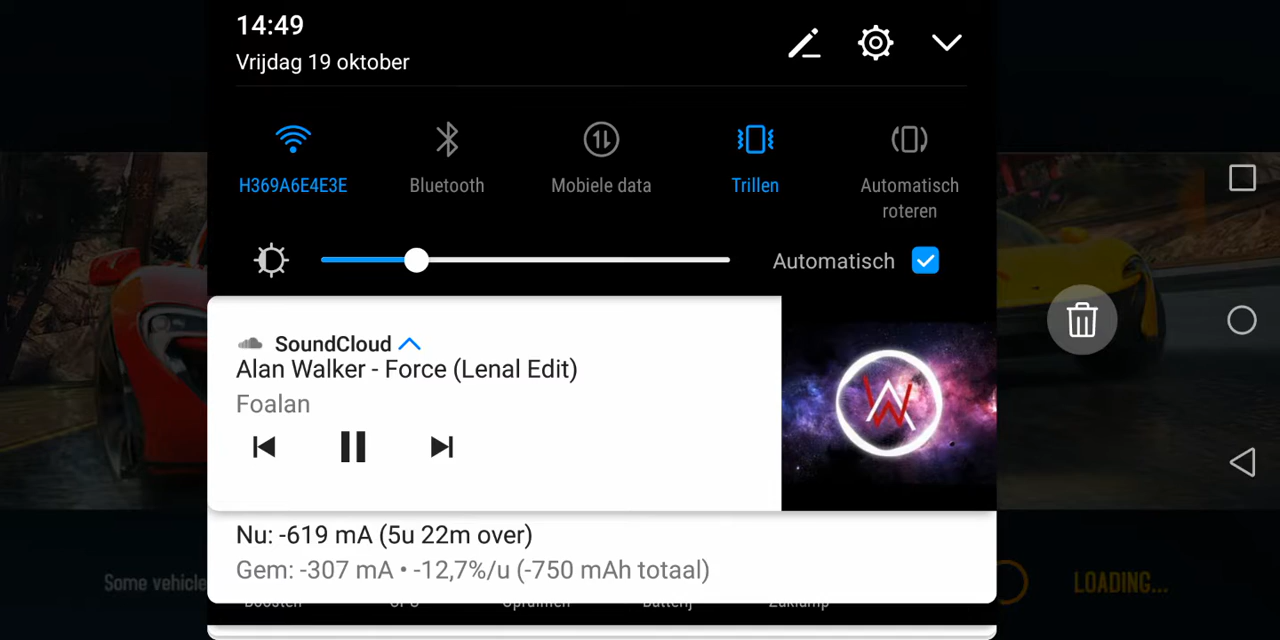 14:49
Vrijdag 19 oktober
H369A6E4E3E
Bluetooth
Mobiele data
Trillen
Automatisch
roteren
Automatisch
SoundCloud
Alan Walker - Force (Lenal Edit)
Foalan
Nu: -619 mA (5u 22m over)
Gem: -307 mA • -12,7%/u (-750 mAh totaal)
Some vehicle
LOADING...